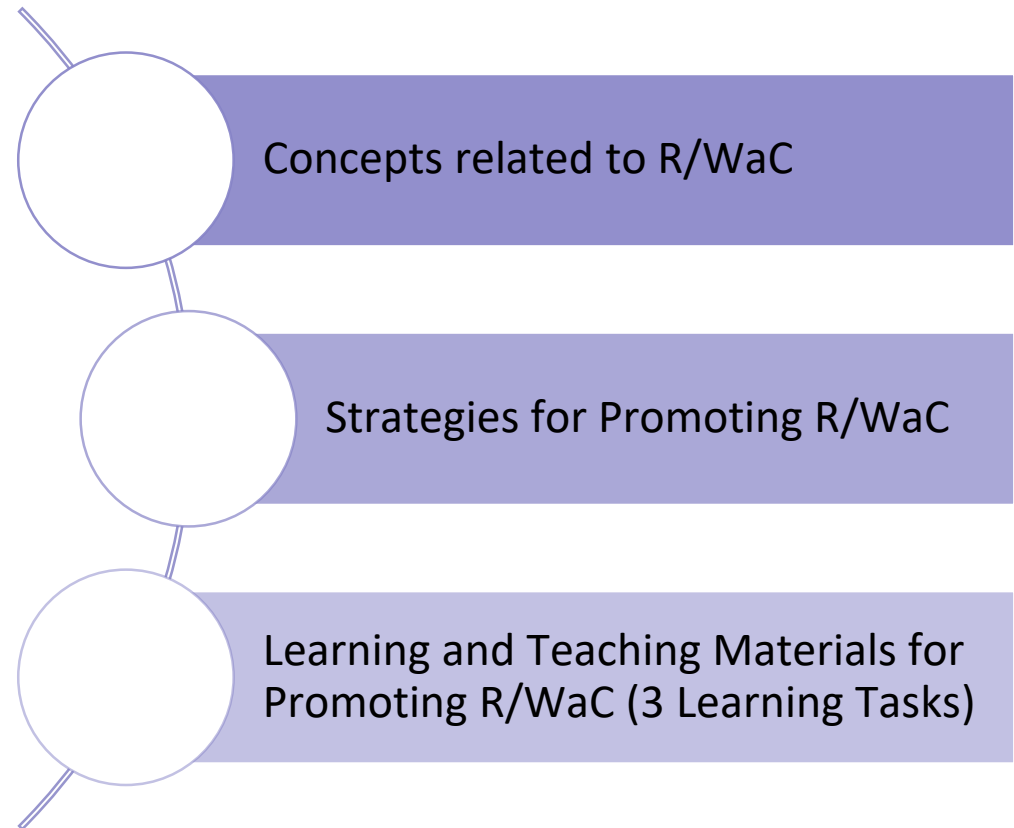 Concepts related to R/WaC
Strategies for Promoting R/WaC
Learning and Teaching Materials for
Promoting R/WaC (3 Learning Tasks)